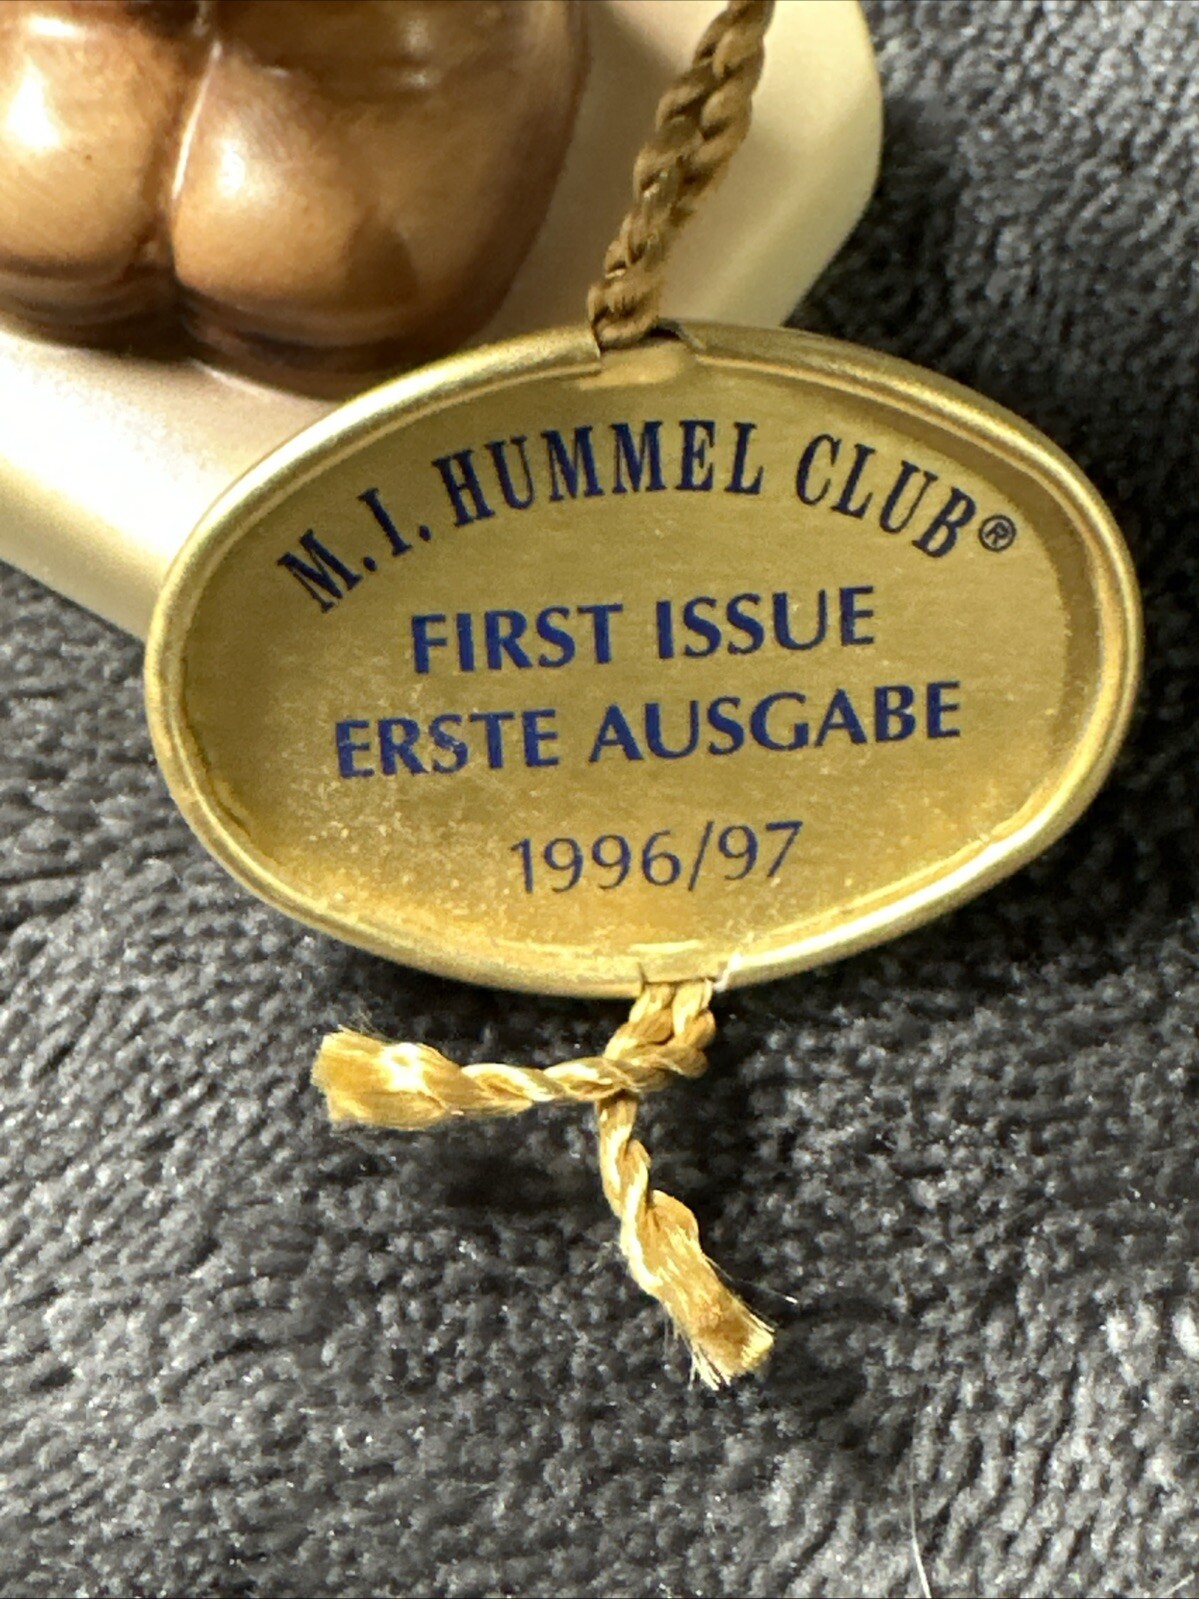 M. I. HUMMEL CLUB®
FIRST ISSUE
ERSTE AUSGABE
1996/97